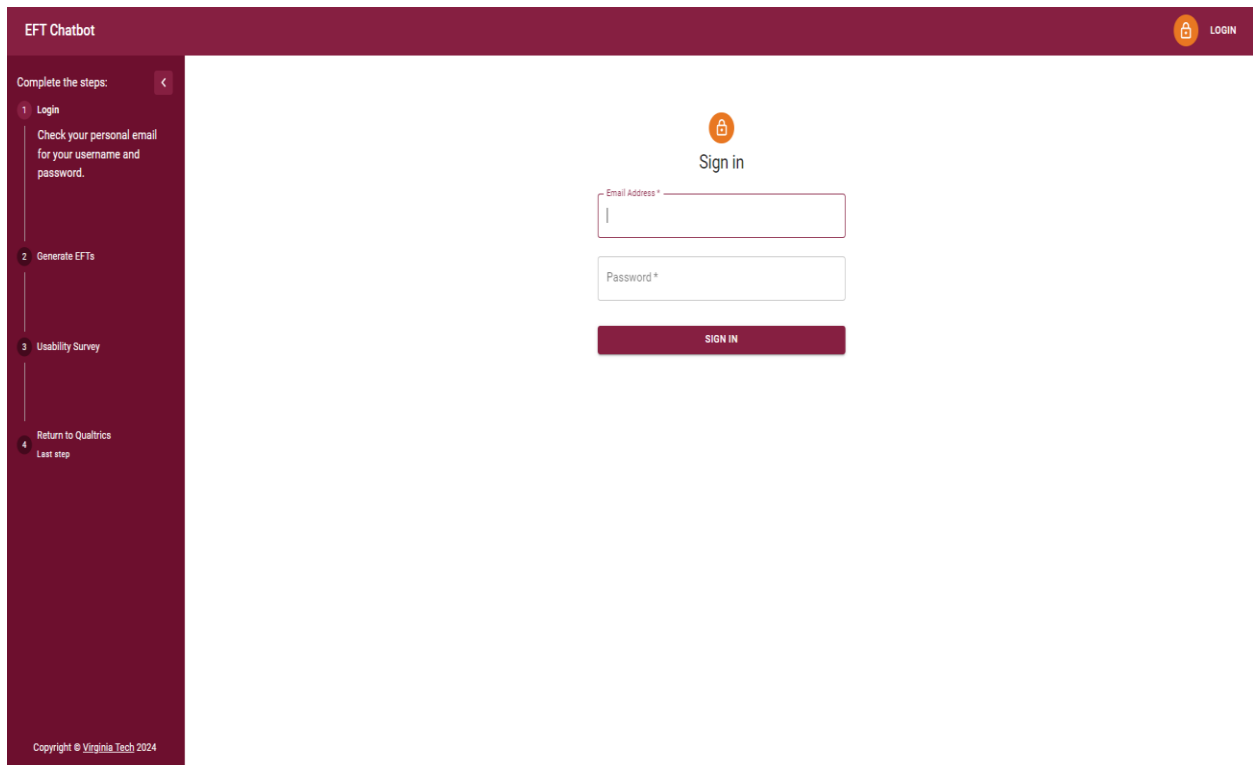 EFT Chatbot
LOGIN
Complete the steps:
1 Login
Check your personal email
for your username and
password.
2 Generate EFTs
3 Usability Survey
4 Return to Qualtrics
Last step
Copyright © Virginia Tech 2024
Sign in
Email Address *
Password *
SIGN IN